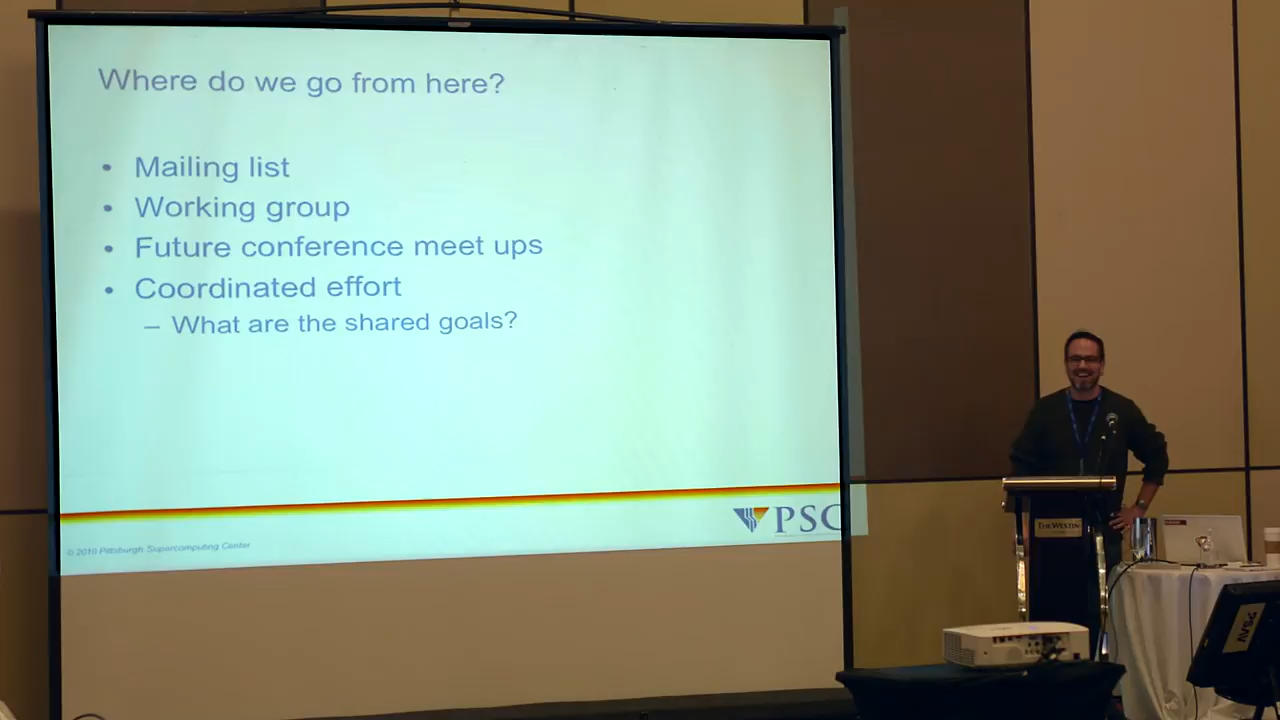 Where do we go from here?
• Mailing list
• Working group
• Future conference meet ups
• Coordinated effort
– What are the shared goals?
PSC
© 2010 Pittsburgh Supercomputing Center
THE WESTIN
PSAV